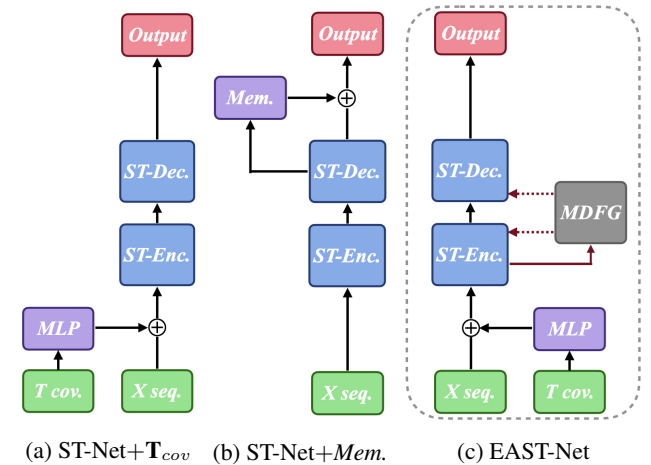 Output
ST-Dec.
ST-Enc.
MLP
T cov.
X seq.
(a) ST-Net+T_cov
Output
Mem.
ST-Dec.
ST-Enc.
X seq.
(b) ST-Net+Mem.
Output
ST-Dec.
MDFG
ST-Enc.
MLP
X seq.
T cov.
(c) EAST-Net